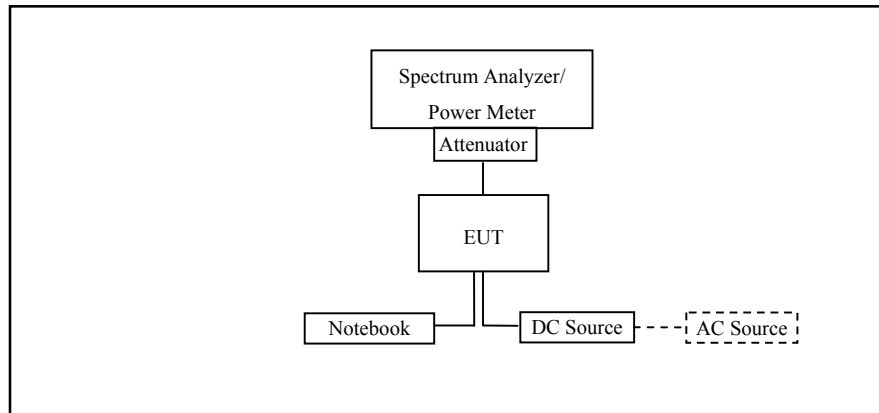 Spectrum Analyzer/
Power Meter
Attenuator
EUT
Notebook
DC Source
AC Source